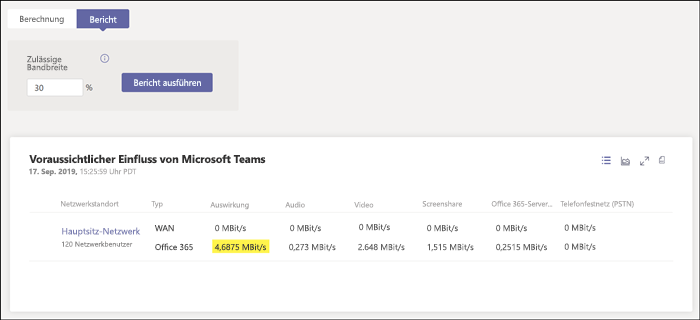 Berechnung Bericht
Zulässige
Bandbreite
30 % Bericht ausführen
Voraussichtlicher Einfluss von Microsoft Teams
17. Sep. 2019, 15:25:59 Uhr PDT
Netzwerkstandort Typ Auswirkung Audio Video Screenshare Office 365-Server... Telefonfestnetz (PSTN)
Hauptsitz-Netzwerk WAN 0 MBit/s 0 MBit/s 0 MBit/s 0 MBit/s 0 MBit/s 0 MBit/s
120 Netzwerkbenutzer Office 365 4,6875 MBit/s 0,273 MBit/s 2.648 MBit/s 1,515 MBit/s 0,2515 MBit/s 0 MBit/s